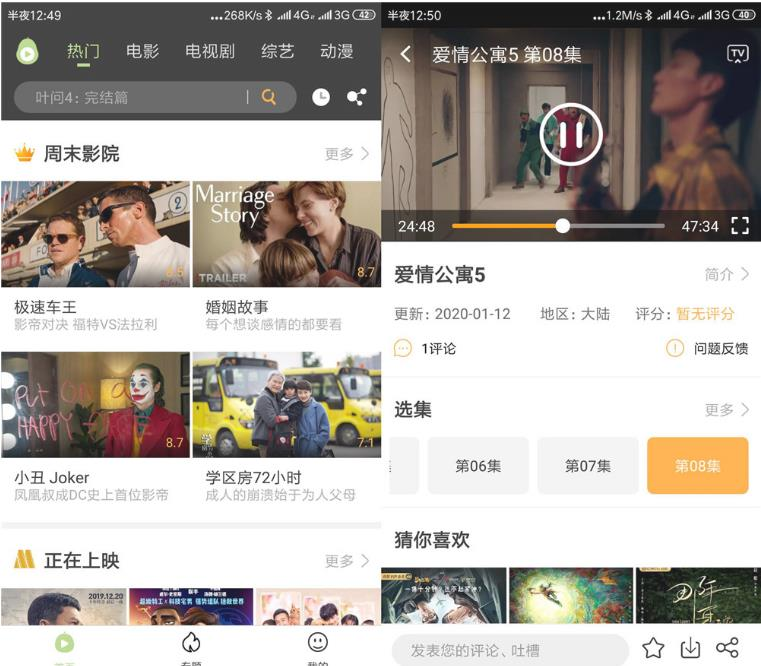 半夜12:49
...268K/s 4G 3G 42
热门 电影 电视剧 综艺 动漫
叶问4: 完结篇
周末影院
更多
Marriage
Story
8.5
TRAILER
8.7
极速车王
影帝对决 福特VS法拉利
婚姻故事
每个想谈感情的都要看
PUT ON A
HAPPY
8.7
7.1
小丑 Joker
凤凰叔成DC史上首位影帝
学区房72小时
成人的崩溃始于为人父母
正在上映
更多
2019.12.20
半夜12:50
...1.2M/s 4G 3G 40
爱情公寓5 第08集
TV
24:48
47:34
爱情公寓5
简介
更新: 2020-01-12
地区: 大陆
评分: 暂无评分
1评论
问题反馈
选集
更多
第06集
第07集
第08集
猜你喜欢
发表您的评论、吐槽